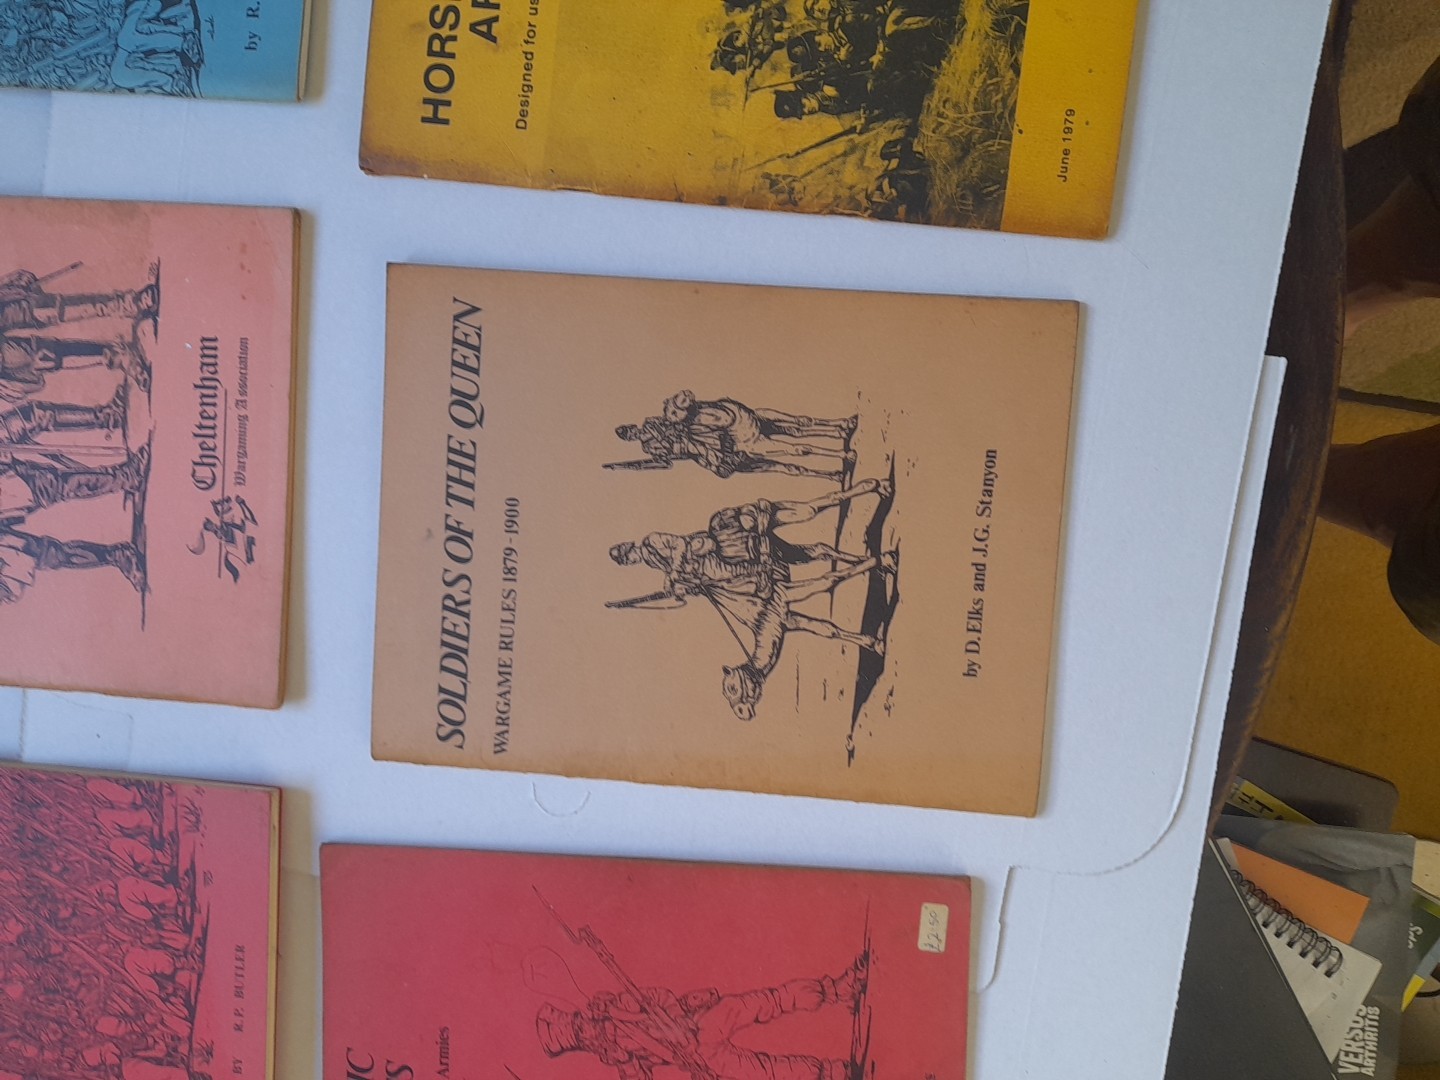 by R.
HORS
AR
Designed for us
June 1979
Cheltenham
Wargaming Association
SOLDIERS OF THE QUEEN
WARGAME RULES 1879-1900
by D. Elks and J.G. Stanyon
BY R.P. BUTLER
£2.50
IC
TS
Armies
VERSUS
ARTHRITIS